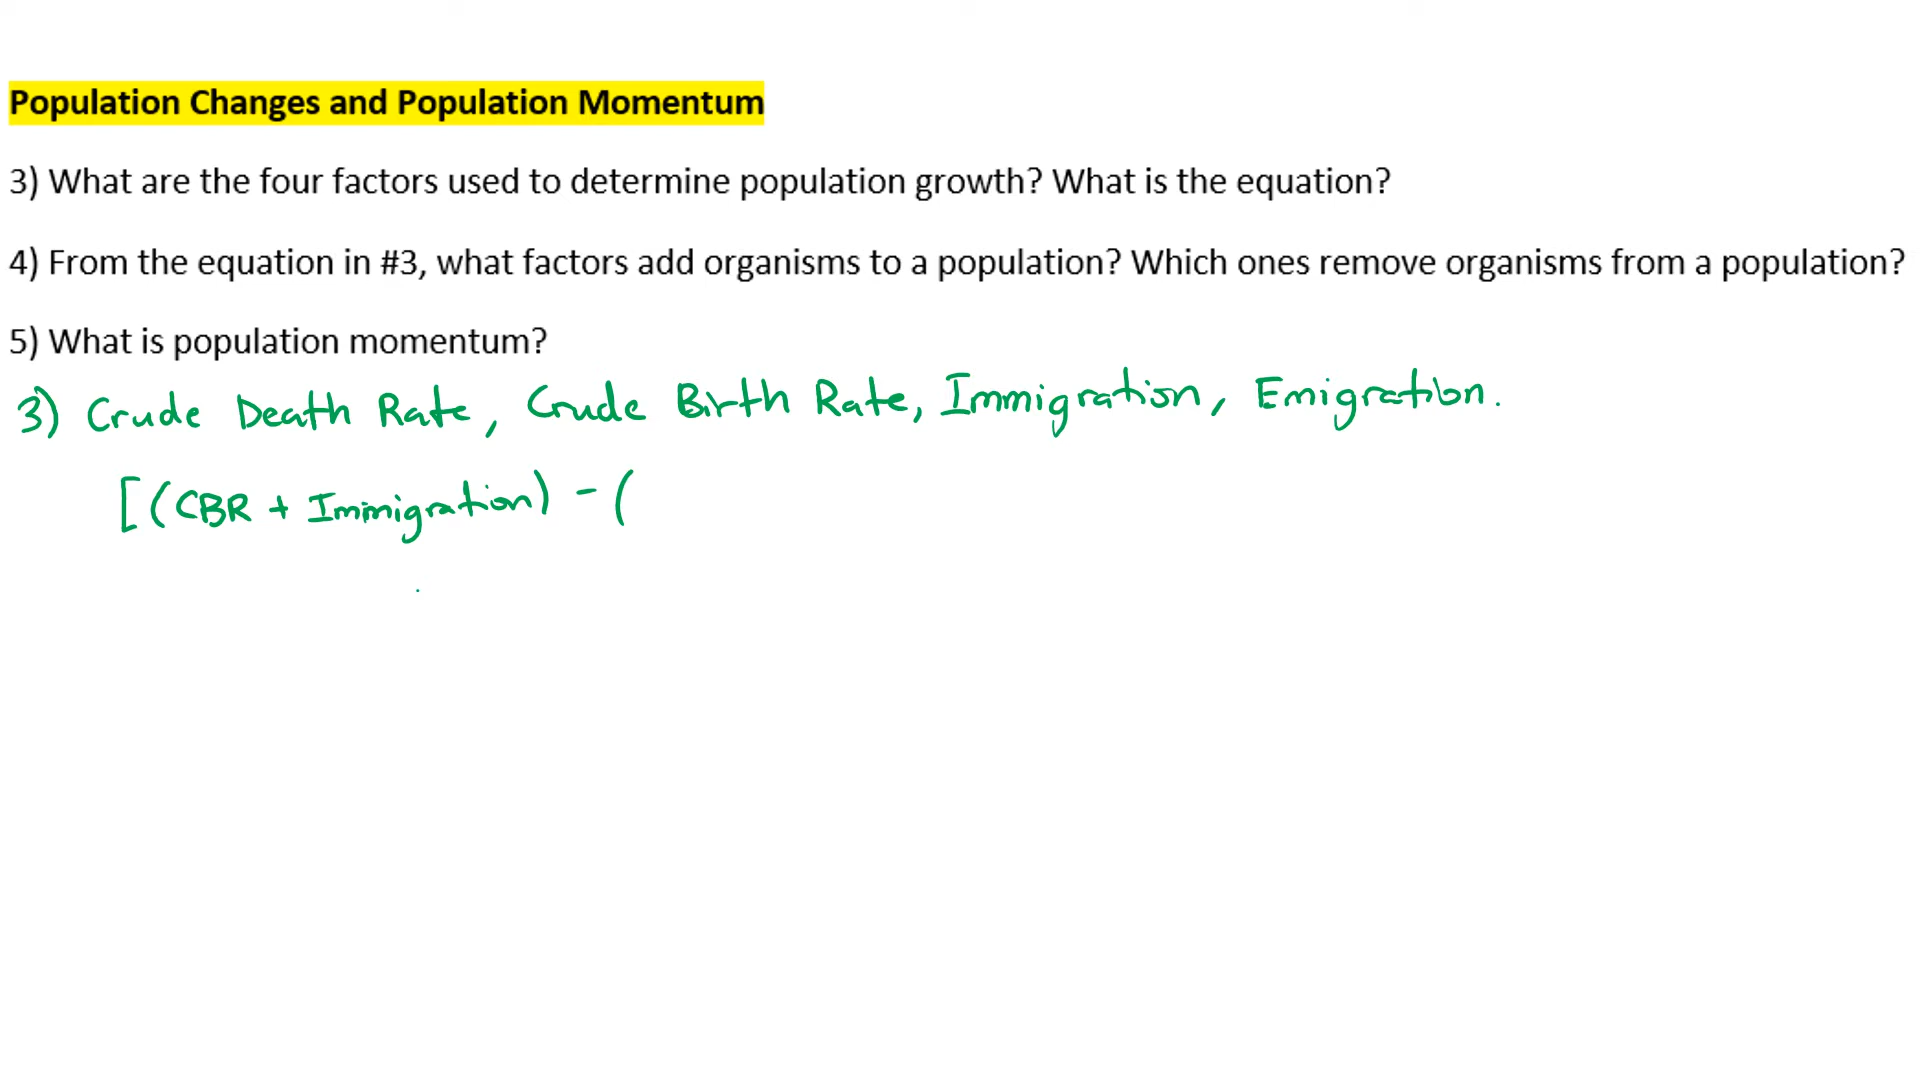 Population Changes and Population Momentum
3) What are the four factors used to determine population growth? What is the equation?
4) From the equation in #3, what factors add organisms to a population? Which ones remove organisms from a population?
5) What is population momentum?
3) Crude Death Rate, Crude Birth Rate, Immigration, Emigration.
[(CBR + Immigration) - (